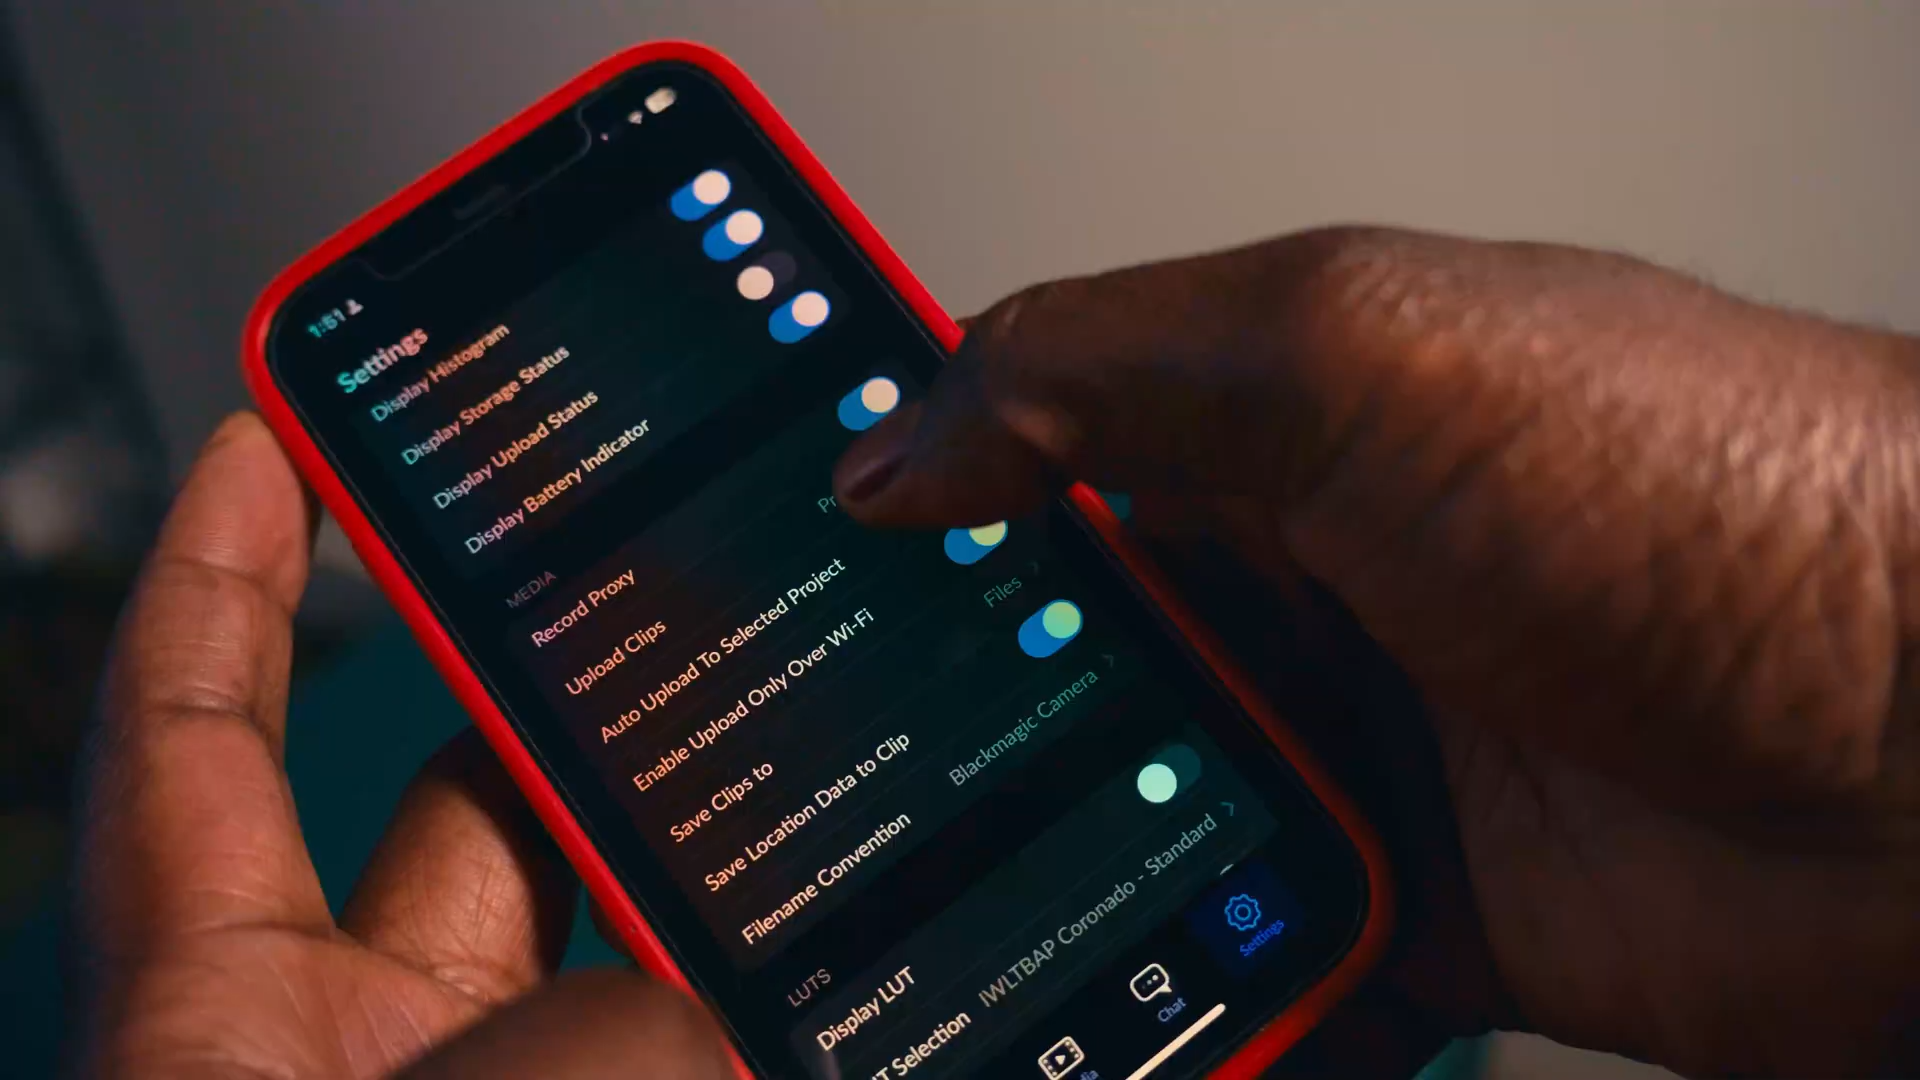 1:51
Settings
Display Histogram
Display Storage Status
Display Upload Status
Display Battery Indicator
MEDIA
Record Proxy
Upload Clips
Auto Upload To Selected Project
Enable Upload Only Over Wi-Fi
Save Clips to Files
Save Location Data to Clip
Filename Convention Blackmagic Camera
LUTS
Display LUT
Selection IWLTBAP Coronado - Standard
Chat
Settings